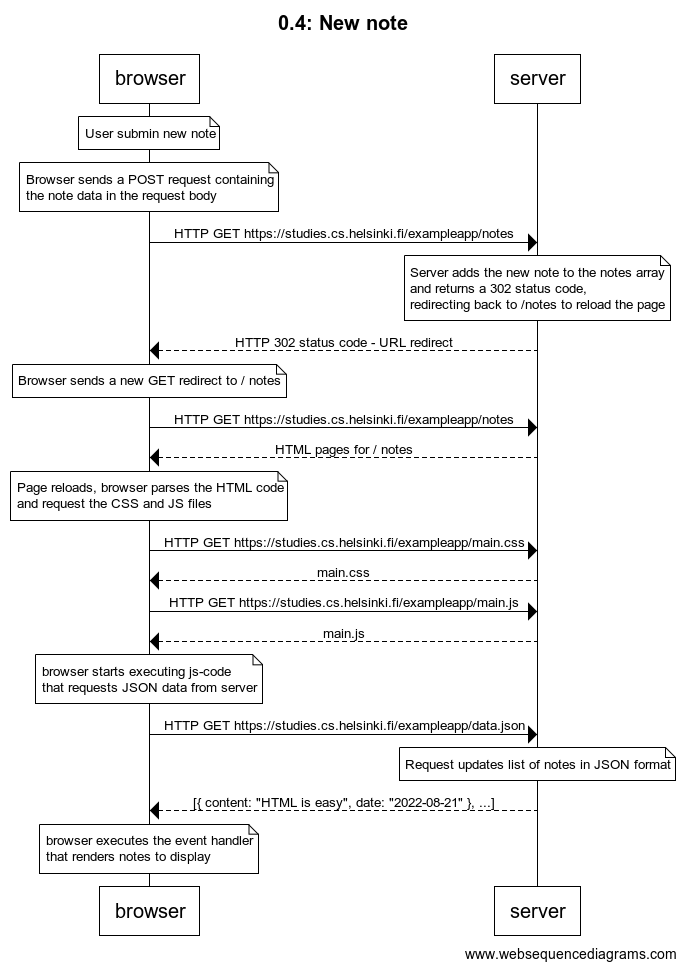 0.4: New note
browser
server
User submin new note
Browser sends a POST request containing
the note data in the request body
HTTP GET https://studies.cs.helsinki.fi/exampleapp/notes
Server adds the new note to the notes array
and returns a 302 status code,
redirecting back to /notes to reload the page
HTTP 302 status code - URL redirect
Browser sends a new GET redirect to / notes
HTTP GET https://studies.cs.helsinki.fi/exampleapp/notes
HTML pages for / notes
Page reloads, browser parses the HTML code
and request the CSS and JS files
HTTP GET https://studies.cs.helsinki.fi/exampleapp/main.css
main.css
HTTP GET https://studies.cs.helsinki.fi/exampleapp/main.js
main.js
browser starts executing js-code
that requests JSON data from server
HTTP GET https://studies.cs.helsinki.fi/exampleapp/data.json
Request updates list of notes in JSON format
[{ content: "HTML is easy", date: "2022-08-21" }, ...]
browser executes the event handler
that renders notes to display
browser
server
www.websequencediagrams.com